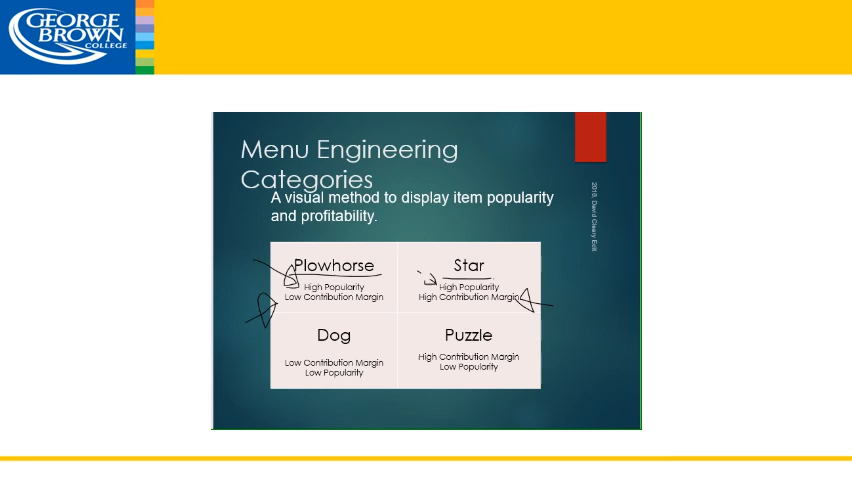 GEORGE
BROWN
COLLEGE
Menu Engineering
Categories
A visual method to display item popularity
and profitability.
Plowhorse
High Popularity
Low Contribution Margin
Star
High Popularity
High Contribution Margin
Dog
Low Contribution Margin
Low Popularity
Puzzle
High Contribution Margin
Low Popularity
2016, David Cleary